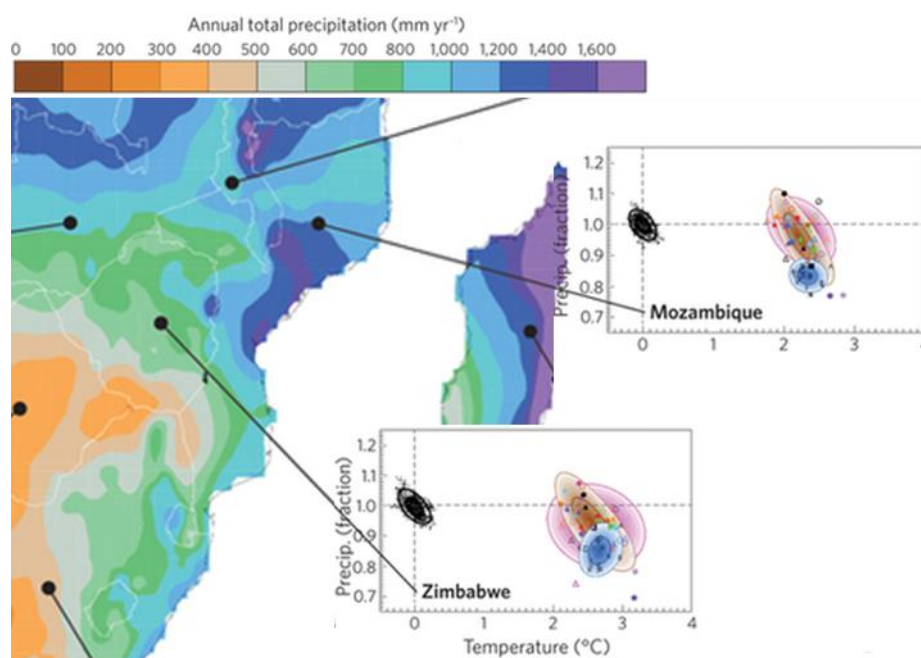 Annual total precipitation (mm yr⁻¹)
0 100 200 300 400 500 600 700 800 1,000 1,200 1,400 1,600
1.2
1.1
1.0
0.9
0.8
0.7
Precip. (fraction)
Mozambique
0 1 2 3
1.2
1.1
1.0
0.9
0.8
0.7
Precip. (fraction)
Zimbabwe
0 1 2 3 4
Temperature (°C)